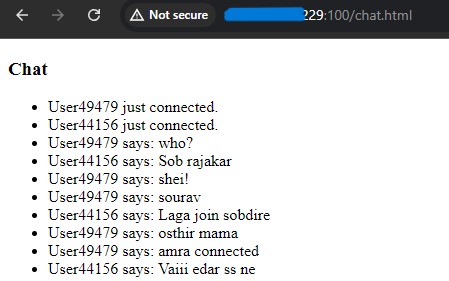 Not secure 229:100/chat.html
Chat
User49479 just connected.
User44156 just connected.
User49479 says: who?
User44156 says: Sob rajakar
User49479 says: shei!
User49479 says: sourav
User44156 says: Laga join sobdire
User49479 says: osthir mama
User49479 says: amra connected
User44156 says: Vaiii edar ss ne